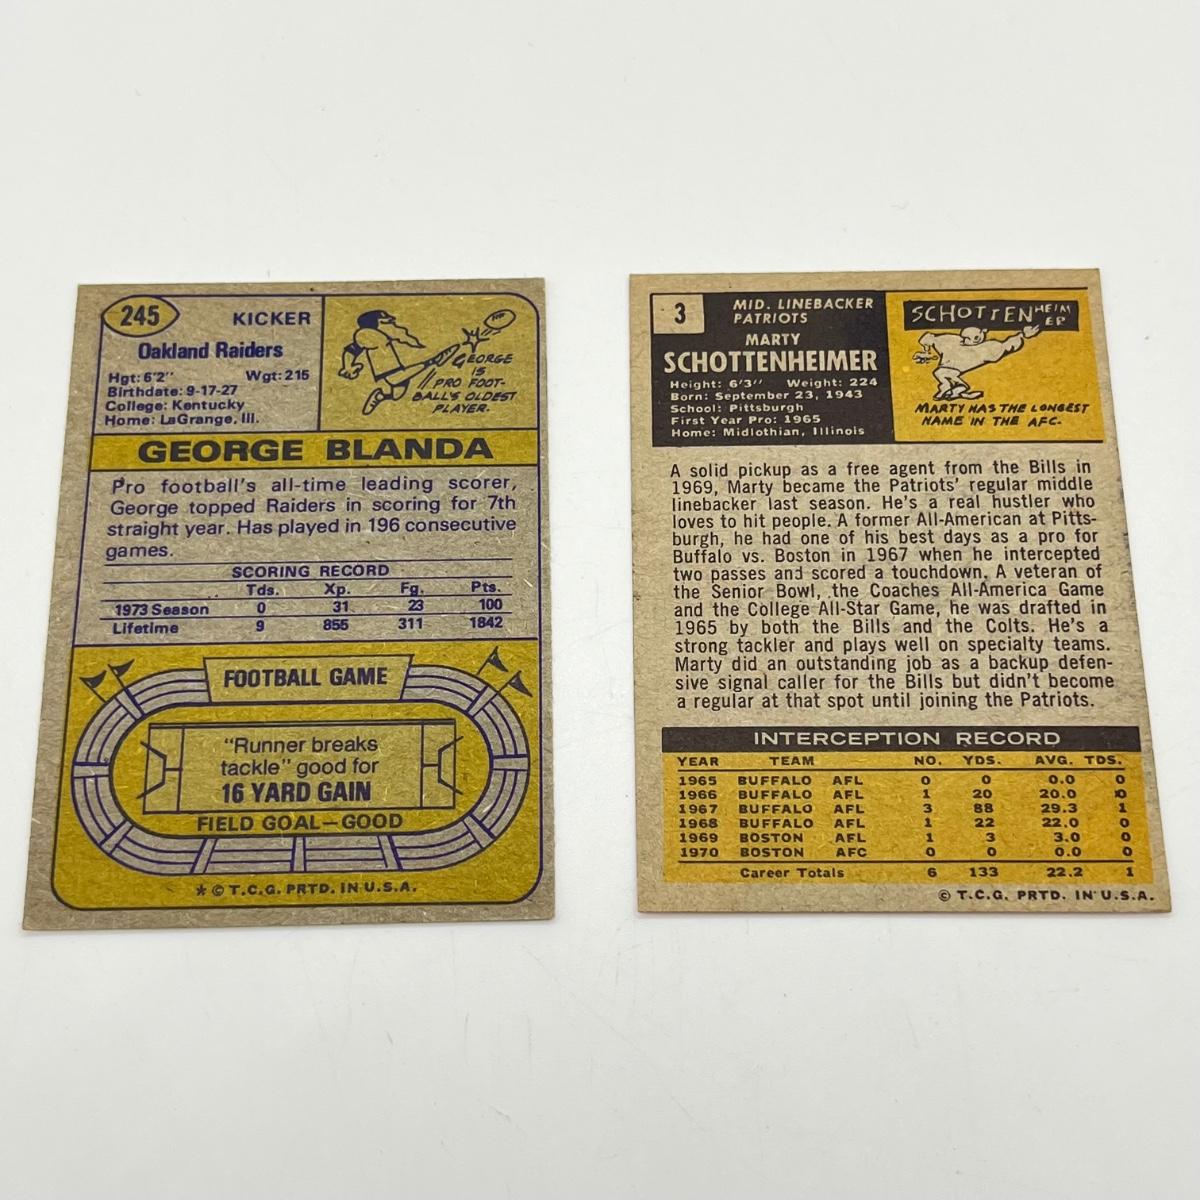 245
KICKER
Oakland Raiders
Hgt: 6'2" Wgt: 215
Birthdate: 9-17-27
College: Kentucky
Home: LaGrange, Ill.
GEORGE
IS
PRO FOOT-
BALL'S OLDEST
PLAYER.
GEORGE BLANDA
Pro football's all-time leading scorer,
George topped Raiders in scoring for 7th
straight year. Has played in 196 consecutive
games.
SCORING RECORD
Tds. Xp. Fg. Pts.
1973 Season 0 31 23 100
Lifetime 9 855 311 1842
FOOTBALL GAME
"Runner breaks
tackle" good for
16 YARD GAIN
FIELD GOAL—GOOD
* © T.C.G. PRTD. IN U.S.A.
3
MID. LINEBACKER
PATRIOTS
MARTY
SCHOTTENHEIMER
Height: 6'3" Weight: 224
Born: September 23, 1943
School: Pittsburgh
First Year Pro: 1965
Home: Midlothian, Illinois
SCHOTTENHEIM
ER
MARTY HAS THE LONGEST
NAME IN THE AFC.
A solid pickup as a free agent from the Bills in
1969, Marty became the Patriots' regular middle
linebacker last season. He's a real hustler who
loves to hit people. A former All-American at Pitts-
burgh, he had one of his best days as a pro for
Buffalo vs. Boston in 1967 when he intercepted
two passes and scored a touchdown. A veteran of
the Senior Bowl, the Coaches All-America Game
and the College All-Star Game, he was drafted in
1965 by both the Bills and the Colts. He's a
strong tackler and plays well on specialty teams.
Marty did an outstanding job as a backup defen-
sive signal caller for the Bills but didn't become
a regular at that spot until joining the Patriots.
INTERCEPTION RECORD
YEAR TEAM NO. YDS. AVG. TDS.
1965 BUFFALO AFL 0 0 0.0 0
1966 BUFFALO AFL 1 20 20.0 0
1967 BUFFALO AFL 3 88 29.3 1
1968 BUFFALO AFL 1 22 22.0 0
1969 BOSTON AFL 1 3 3.0 0
1970 BOSTON AFC 0 0 0.0 0
Career Totals 6 133 22.2 1
© T.C.G. PRTD. IN U.S.A.